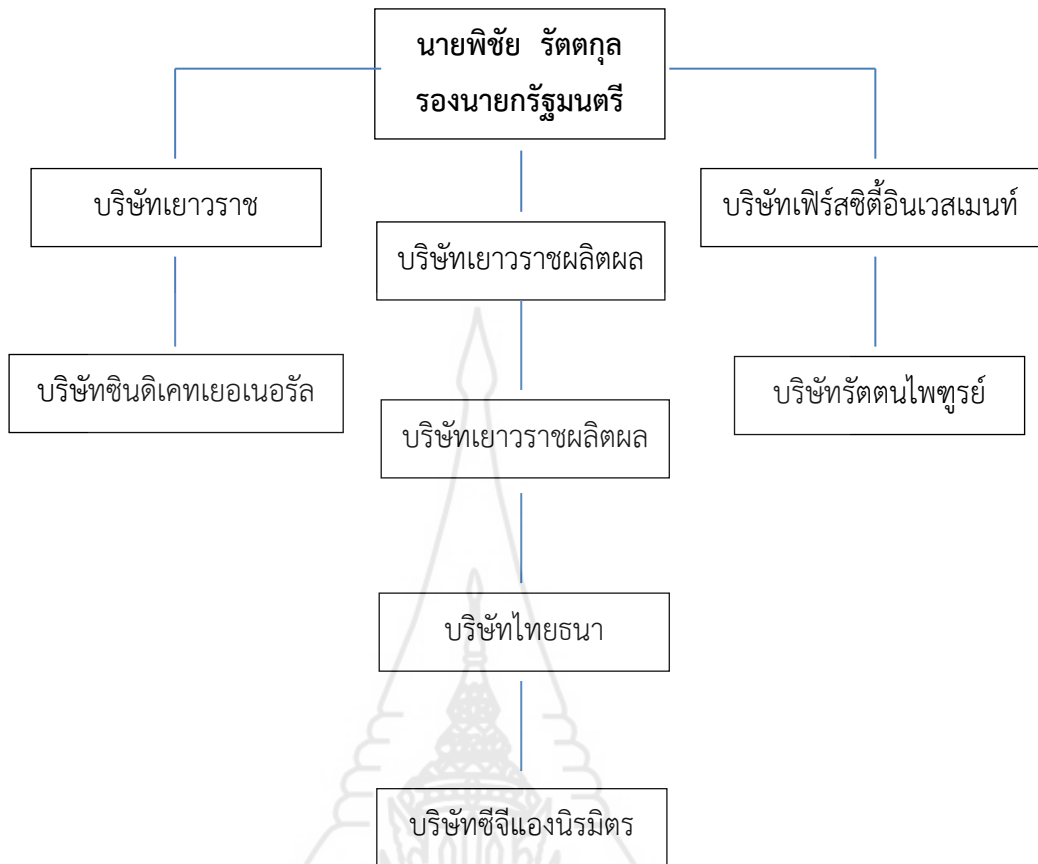 นายพิชัย รัตตกุล
รองนายกรัฐมนตรี
บริษัทเยาวราช
บริษัทเฟิร์สซิตี้อินเวสเมนท์
บริษัทเยาวราชผลิตผล
บริษัทซินดิเคทเยอเนอรัล
บริษัทรัตตนไพฑูรย์
บริษัทเยาวราชผลิตผล
บริษัทไทยธนา
บริษัทซีจีแองนิรมิตร